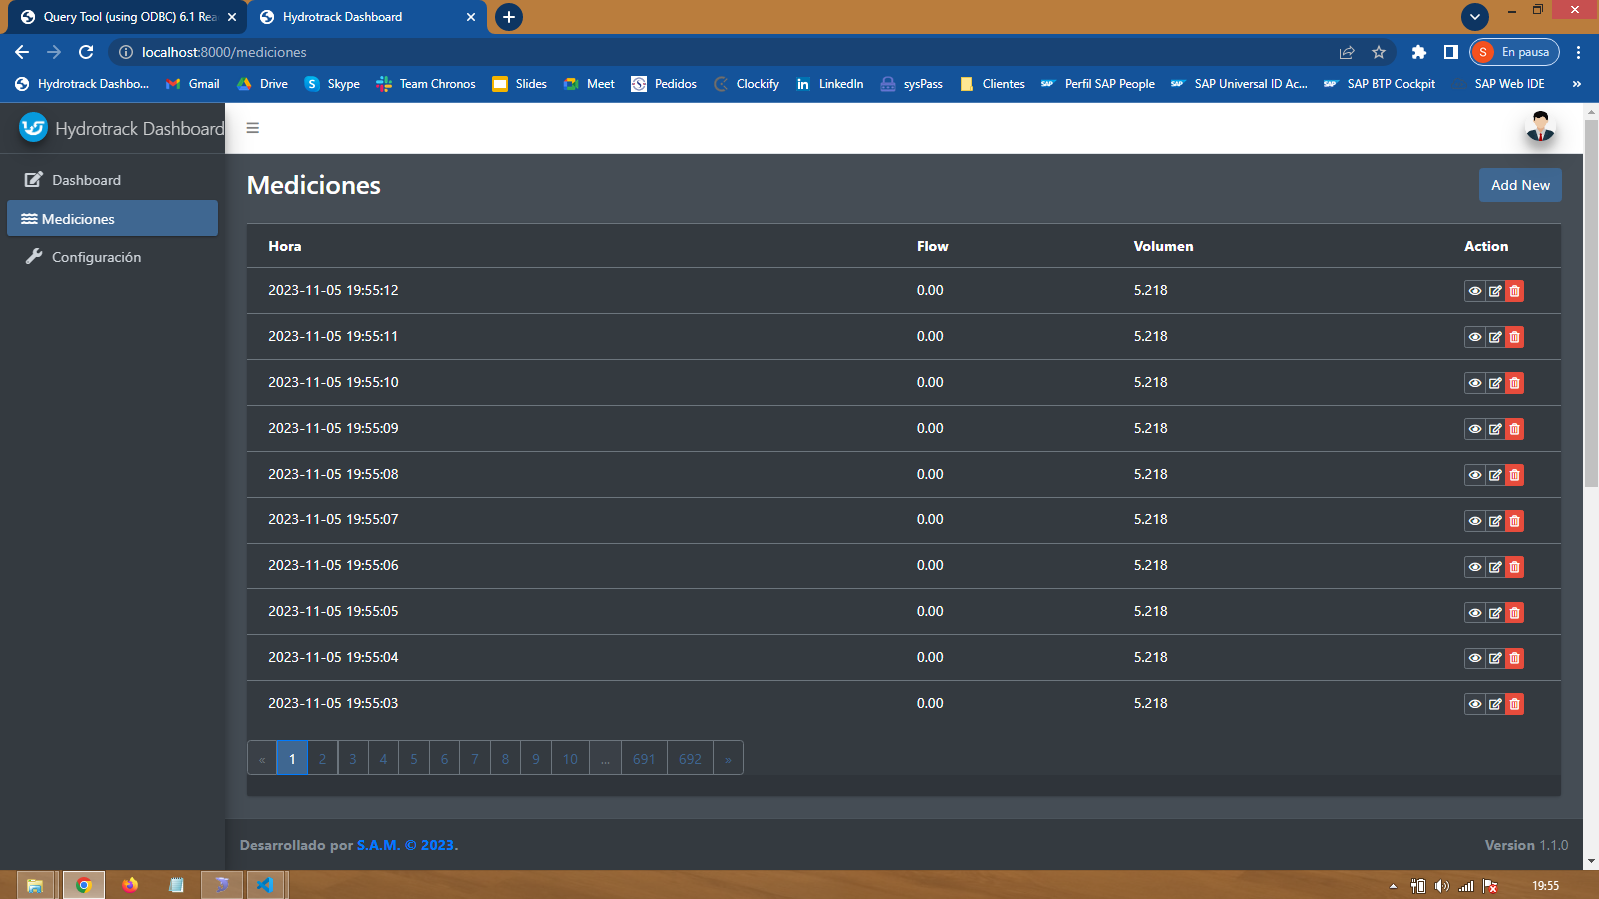 Query Tool (using ODBC) 6.1 Rea
Hydrotrack Dashboard
localhost:8000/mediciones
S En pausa
Hydrotrack Dashbo... Gmail Drive Skype Team Chronos Slides Meet Pedidos Clockify LinkedIn sysPass Clientes Perfil SAP People SAP Universal ID Ac... SAP BTP Cockpit SAP Web IDE »
Hydrotrack Dashboard
Dashboard
Mediciones
Configuración
Mediciones
Add New
Hora Flow Volumen Action
2023-11-05 19:55:12 0.00 5.218
2023-11-05 19:55:11 0.00 5.218
2023-11-05 19:55:10 0.00 5.218
2023-11-05 19:55:09 0.00 5.218
2023-11-05 19:55:08 0.00 5.218
2023-11-05 19:55:07 0.00 5.218
2023-11-05 19:55:06 0.00 5.218
2023-11-05 19:55:05 0.00 5.218
2023-11-05 19:55:04 0.00 5.218
2023-11-05 19:55:03 0.00 5.218
« 1 2 3 4 5 6 7 8 9 10 ... 691 692 »
Desarrollado por S.A.M. © 2023.
Version 1.1.0
19:55